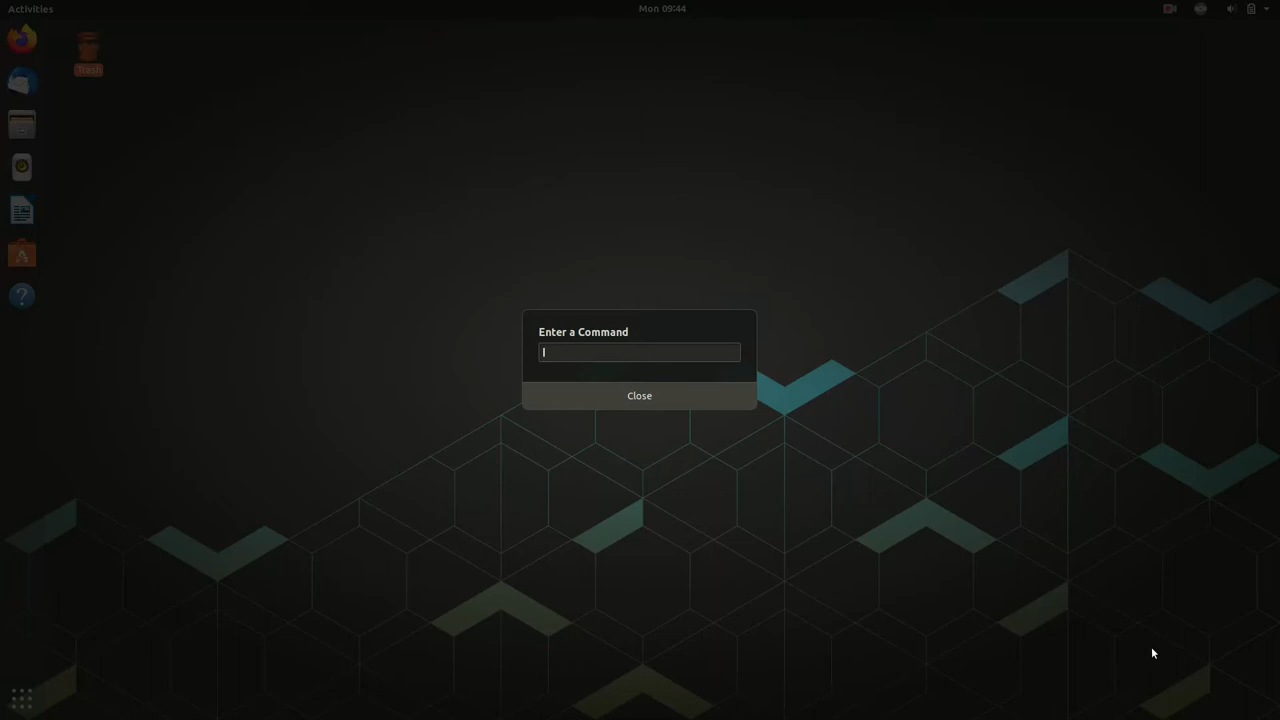 Activities
Mon 09:44
Trash
Enter a Command
Close